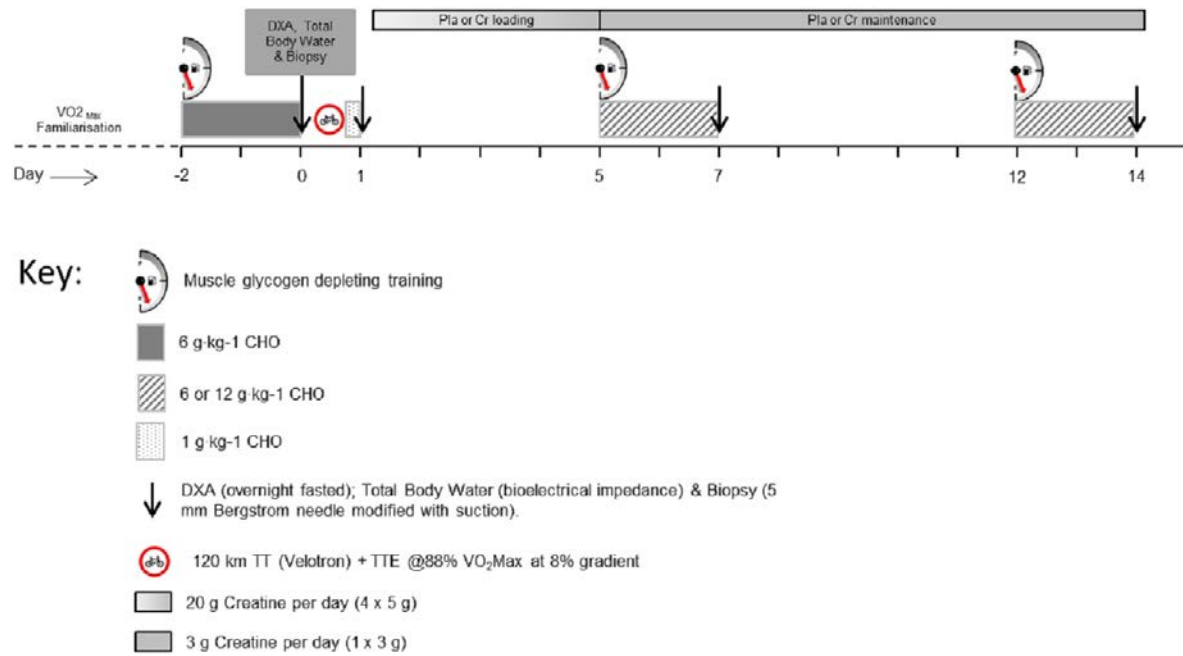 DXA, Total
Body Water
& Biopsy
Pla or Cr loading
Pla or Cr maintenance
VO2 Max
Familiarisation
Day
-2
0
1
5
7
12
14
Key:
Muscle glycogen depleting training
6 g·kg-1 CHO
6 or 12 g·kg-1 CHO
1 g·kg-1 CHO
DXA (overnight fasted); Total Body Water (bioelectrical impedance) & Biopsy (5
mm Bergstrom needle modified with suction).
120 km TT (Velotron) + TTE @88% VO₂Max at 8% gradient
20 g Creatine per day (4 x 5 g)
3 g Creatine per day (1 x 3 g)